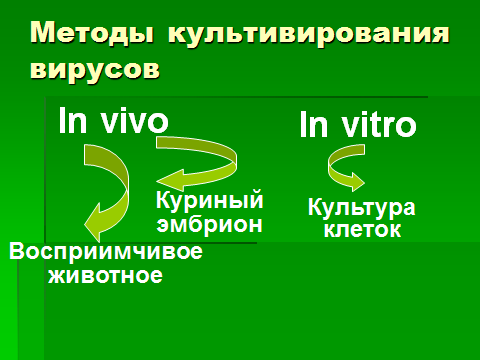 Методы культивирования
вирусов
In vivo
In vitro
Куриный
эмбрион
Культура
клеток
Восприимчивое
животное